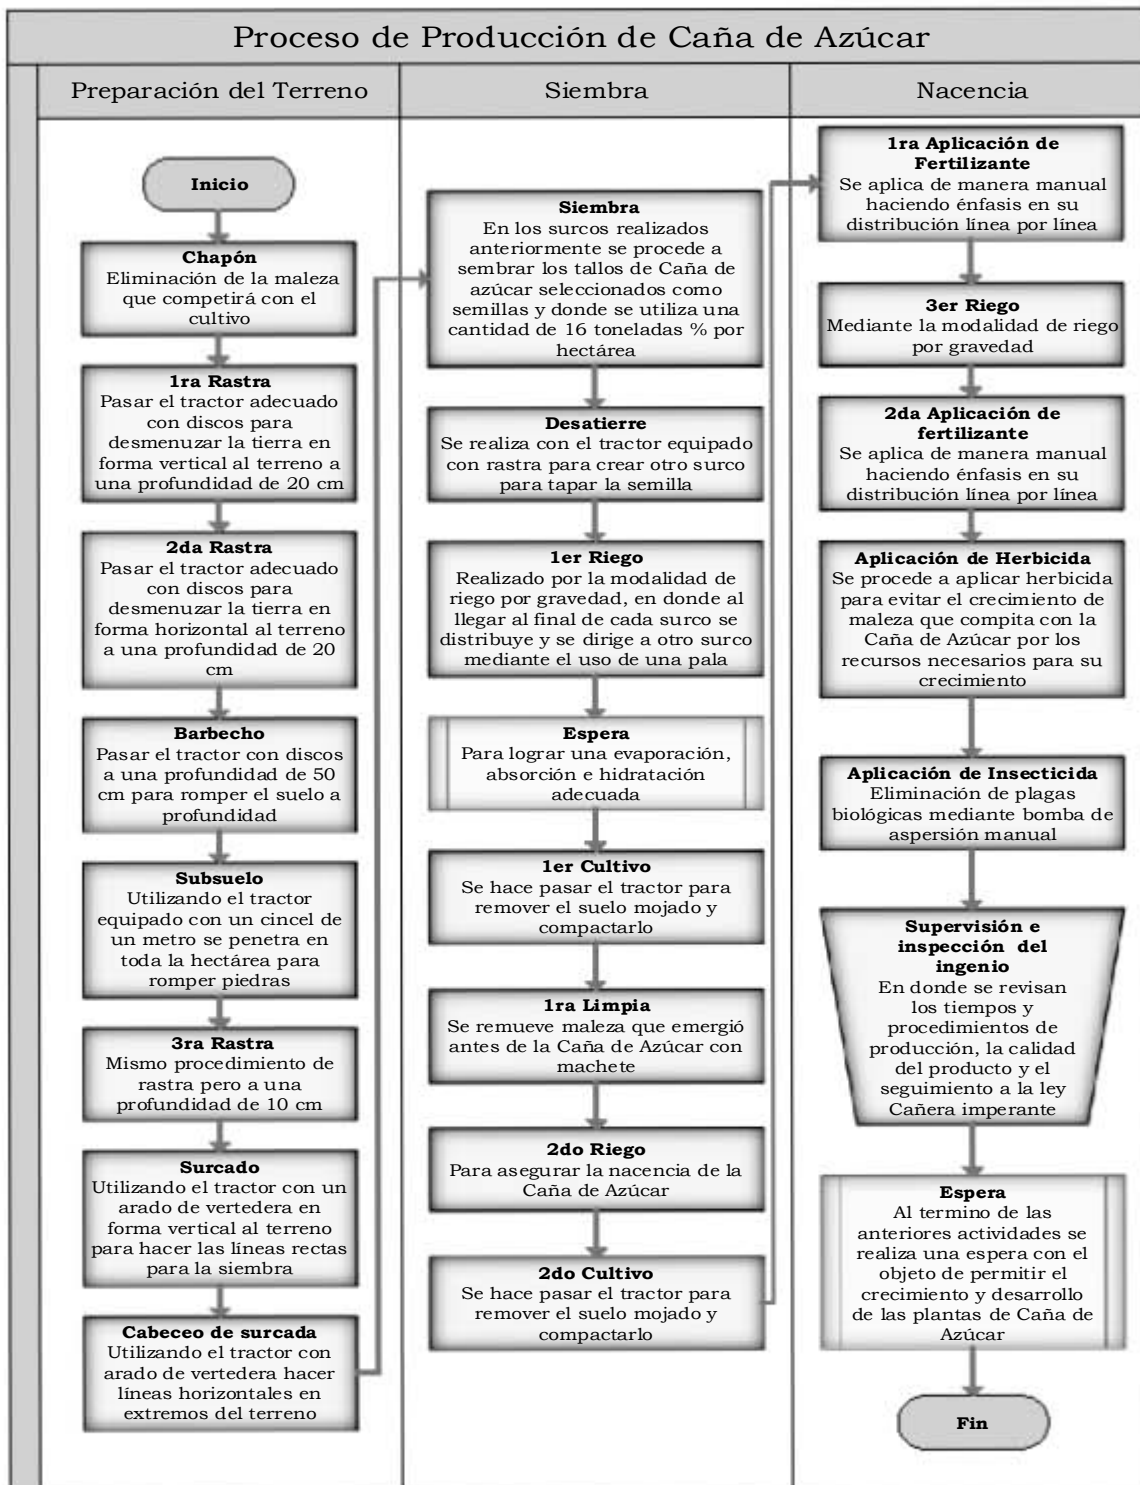 Proceso de Producción de Caña de Azúcar
Preparación del Terreno
Siembra
Nacencia
Inicio
Chapón
Eliminación de la maleza
que competirá con el
cultivo
1ra Rastra
Pasar el tractor adecuado
con discos para
desmenuzar la tierra en
forma vertical al terreno a
una profundidad de 20 cm
2da Rastra
Pasar el tractor adecuado
con discos para
desmenuzar la tierra en
forma horizontal al terreno
a una profundidad de 20
cm
Barbecho
Pasar el tractor con discos
a una profundidad de 50
cm para romper el suelo a
profundidad
Subsuelo
Utilizando el tractor
equipado con un cincel de
un metro se penetra en
toda la hectárea para
romper piedras
3ra Rastra
Mismo procedimiento de
rastra pero a una
profundidad de 10 cm
Surcado
Utilizando el tractor con un
arado de vertedera en
forma vertical al terreno
para hacer las líneas rectas
para la siembra
Cabeceo de surcada
Utilizando el tractor con
arado de vertedera hacer
líneas horizontales en
extremos del terreno
Siembra
En los surcos realizados
anteriormente se procede a
sembrar los tallos de Caña de
azúcar seleccionados como
semillas y donde se utiliza una
cantidad de 16 toneladas % por
hectárea
Desatierre
Se realiza con el tractor equipado
con rastra para crear otro surco
para tapar la semilla
1er Riego
Realizado por la modalidad de
riego por gravedad, en donde al
llegar al final de cada surco se
distribuye y se dirige a otro surco
mediante el uso de una pala
Espera
Para lograr una evaporación,
absorción e hidratación
adecuada
1er Cultivo
Se hace pasar el tractor para
remover el suelo mojado y
compactarlo
1ra Limpia
Se remueve maleza que emergió
antes de la Caña de Azúcar con
machete
2do Riego
Para asegurar la nacencia de la
Caña de Azúcar
2do Cultivo
Se hace pasar el tractor para
remover el suelo mojado y
compactarlo
1ra Aplicación de
Fertilizante
Se aplica de manera manual
haciendo énfasis en su
distribución línea por línea
3er Riego
Mediante la modalidad de riego
por gravedad
2da Aplicación de
fertilizante
Se aplica de manera manual
haciendo énfasis en su
distribución línea por línea
Aplicación de Herbicida
Se procede a aplicar herbicida
para evitar el crecimiento de
maleza que compita con la
Caña de Azúcar por los
recursos necesarios para su
crecimiento
Aplicación de Insecticida
Eliminación de plagas
biológicas mediante bomba de
aspersión manual
Supervisión e
inspección del
ingenio
En donde se revisan
los tiempos y
procedimientos de
producción, la calidad
del producto y el
seguimiento a la ley
Cañera imperante
Espera
Al termino de las
anteriores actividades se
realiza una espera con el
objeto de permitir el
crecimiento y desarrollo
de las plantas de Caña de
Azúcar
Fin